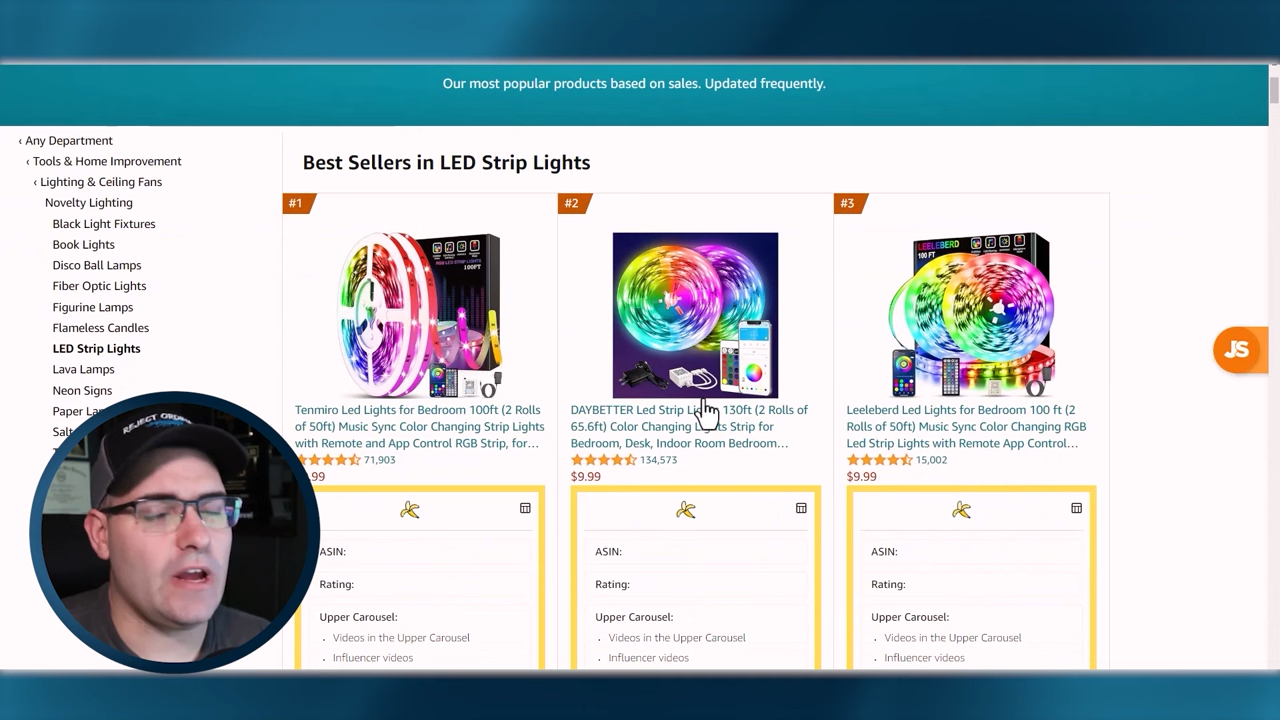 Our most popular products based on sales. Updated frequently.
‹ Any Department
‹ Tools & Home Improvement
‹ Lighting & Ceiling Fans
Novelty Lighting
Black Light Fixtures
Book Lights
Disco Ball Lamps
Fiber Optic Lights
Figurine Lamps
Flameless Candles
LED Strip Lights
Lava Lamps
Neon Signs
Paper
Best Sellers in LED Strip Lights
#1
100FT
Tenmiro Led Lights for Bedroom 100ft (2 Rolls
of 50ft) Music Sync Color Changing Strip Lights
with Remote and App Control RGB Strip, for…
71,903
.99
ASIN:
Rating:
Upper Carousel:
Videos in the Upper Carousel
Influencer videos
#2
DAYBETTER Led Strip 130ft (2 Rolls of
65.6ft) Color Changing Lights Strip for
Bedroom, Desk, Indoor Room Bedroom…
134,573
$9.99
ASIN:
Rating:
Upper Carousel:
Videos in the Upper Carousel
Influencer videos
#3
LEELEBERD
100 FT
Leeleberd Led Lights for Bedroom 100 ft (2
Rolls of 50ft) Music Sync Color Changing RGB
Led Strip Lights with Remote App Control…
15,002
$9.99
ASIN:
Rating:
Upper Carousel:
Videos in the Upper Carousel
Influencer videos
JS
REJECT